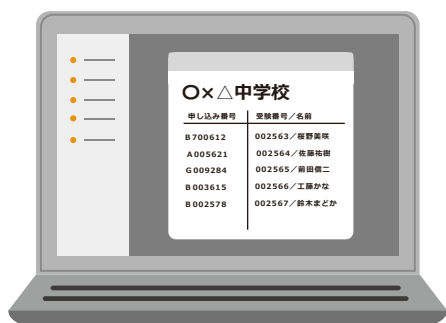 ○×△中学校
申し込み番号 受験番号/名前
B700612 002563/桜野美咲
A005621 002564/佐藤祐樹
G009284 002565/前田信二
B003615 002566/工藤かな
B002578 002567/鈴木まどか